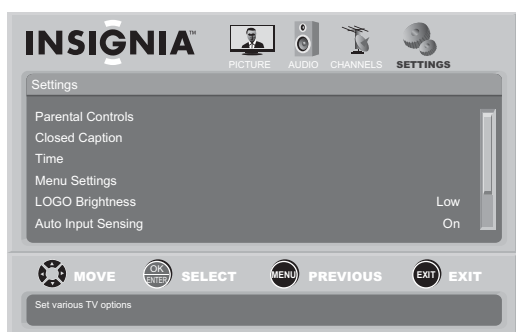 INSIGNIA™
PICTURE AUDIO CHANNELS SETTINGS
Settings
Parental Controls
Closed Caption
Time
Menu Settings
LOGO Brightness Low
Auto Input Sensing On
MOVE OK ENTER SELECT MENU PREVIOUS EXIT EXIT
Set various TV options